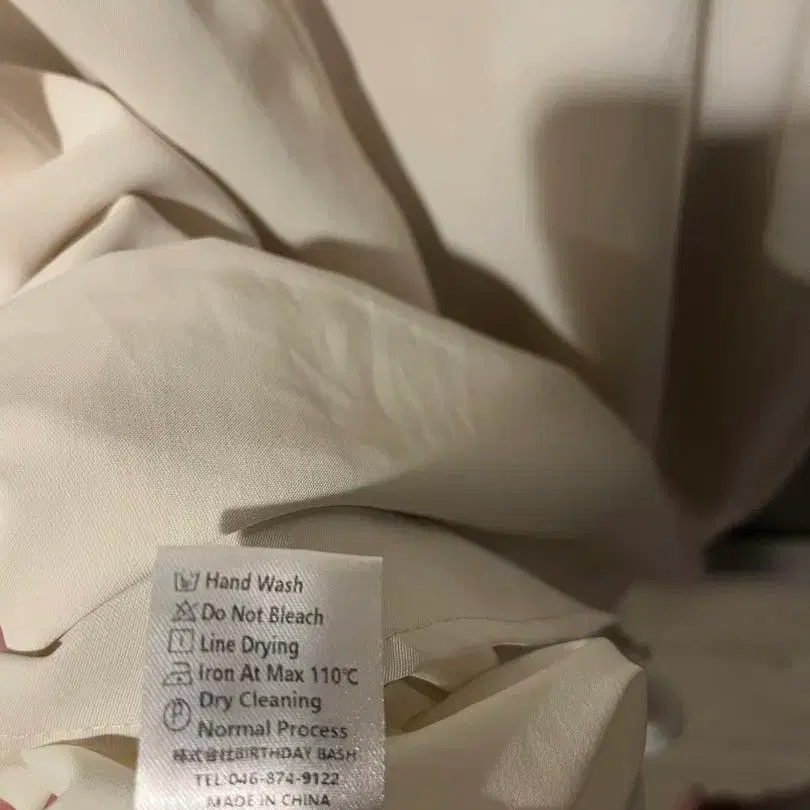 Hand Wash
Do Not Bleach
Line Drying
Iron At Max 110℃
Dry Cleaning
P Normal Process
株式会社BIRTHDAY BASH
TEL:046-874-9122
MADE IN CHINA